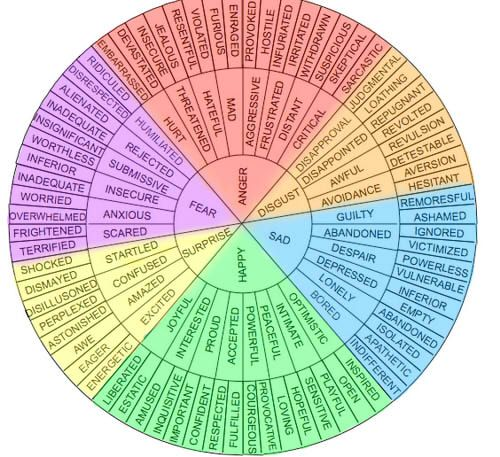 ANGER
DISGUST
SAD
HAPPY
SURPRISE
FEAR
HURT
THREATENED
HATEFUL
MAD
AGGRESSIVE
FRUSTRATED
DISTANT
CRITICAL
DISAPPROVAL
DISAPPOINTED
AWFUL
AVOIDANCE
GUILTY
ABANDONED
DESPAIR
DEPRESSED
LONELY
BORED
OPTIMISTIC
INTIMATE
PEACEFUL
POWERFUL
ACCEPTED
PROUD
INTERESTED
JOYFUL
EXCITED
AMAZED
CONFUSED
STARTLED
SCARED
ANXIOUS
INSECURE
SUBMISSIVE
REJECTED
HUMILIATED
EMBARRASSED
DEVASTATED
INSECURE
JEALOUS
RESENTFUL
VIOLATED
FURIOUS
ENRAGED
PROVOKED
HOSTILE
INFURIATED
IRRITATED
WITHDRAWN
SUSPICIOUS
SKEPTICAL
SARCASTIC
JUDGMENTAL
LOATHING
REPUGNANT
REVOLTED
REVULSION
DETESTABLE
AVERSION
HESITANT
REMORESFUL
ASHAMED
IGNORED
VICTIMIZED
POWERLESS
VULNERABLE
INFERIOR
EMPTY
ABANDONED
ISOLATED
APATHETIC
INDIFFERENT
INSPIRED
OPEN
PLAYFUL
SENSITIVE
HOPEFUL
LOVING
PROVOCATIVE
COURGEOUS
FULFILLED
RESPECTED
CONFIDENT
IMPORTANT
INQUISITIVE
AMUSED
ESTATIC
LIBERATED
ENERGETIC
EAGER
AWE
ASTONISHED
PERPLEXED
DISILLUSONED
DISMAYED
SHOCKED
TERRIFIED
FRIGHTENED
OVERWHELMED
WORRIED
INADEQUATE
INFERIOR
WORTHLESS
INSIGNIFICANT
INADEQUATE
ALIENATED
DISRESPECTED
RIDICULED